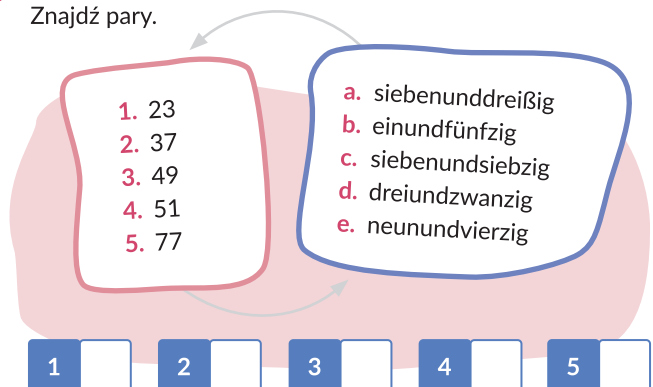 Znajdź pary.
1. 23
2. 37
3. 49
4. 51
5. 77
a. siebenunddreißig
b. einundfünfzig
c. siebenundsiebzig
d. dreiundzwanzig
e. neunundvierzig
1 2 3 4 5